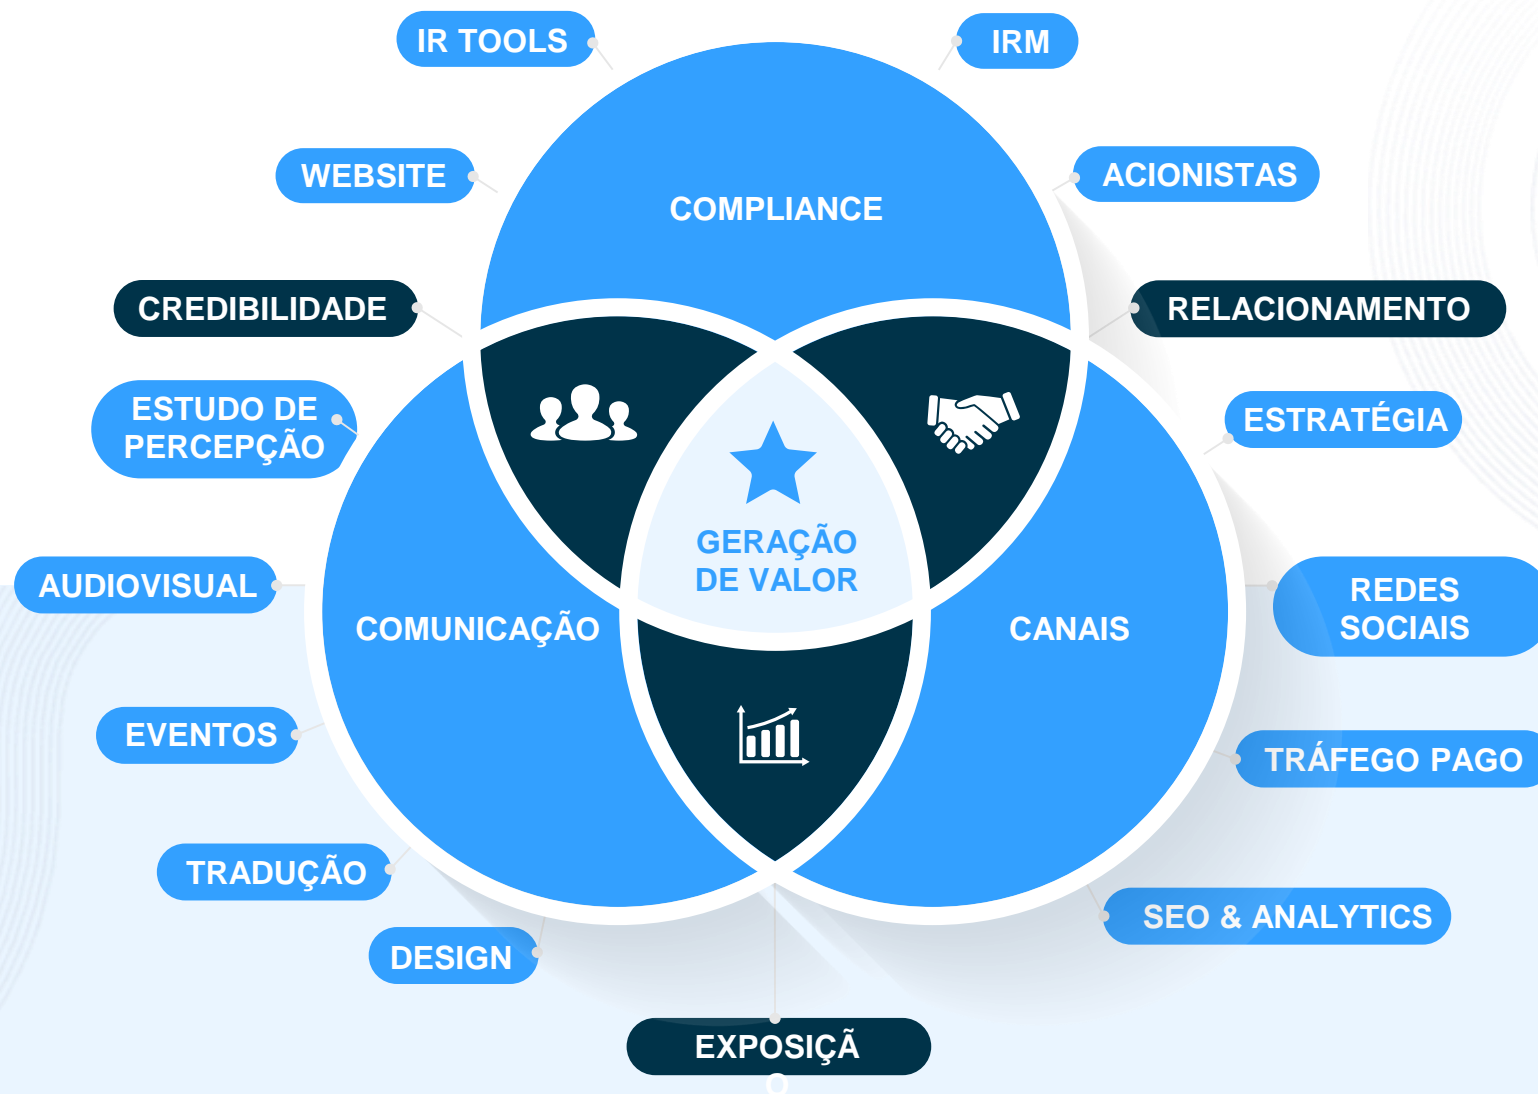 IR TOOLS
IRM
WEBSITE
ACIONISTAS
COMPLIANCE
CREDIBILIDADE
RELACIONAMENTO
ESTUDO DE
PERCEPÇÃO
ESTRATÉGIA
GERAÇÃO
DE VALOR
AUDIOVISUAL
REDES
SOCIAIS
COMUNICAÇÃO
CANAIS
EVENTOS
TRÁFEGO PAGO
TRADUÇÃO
SEO & ANALYTICS
DESIGN
EXPOSIÇÃ
O